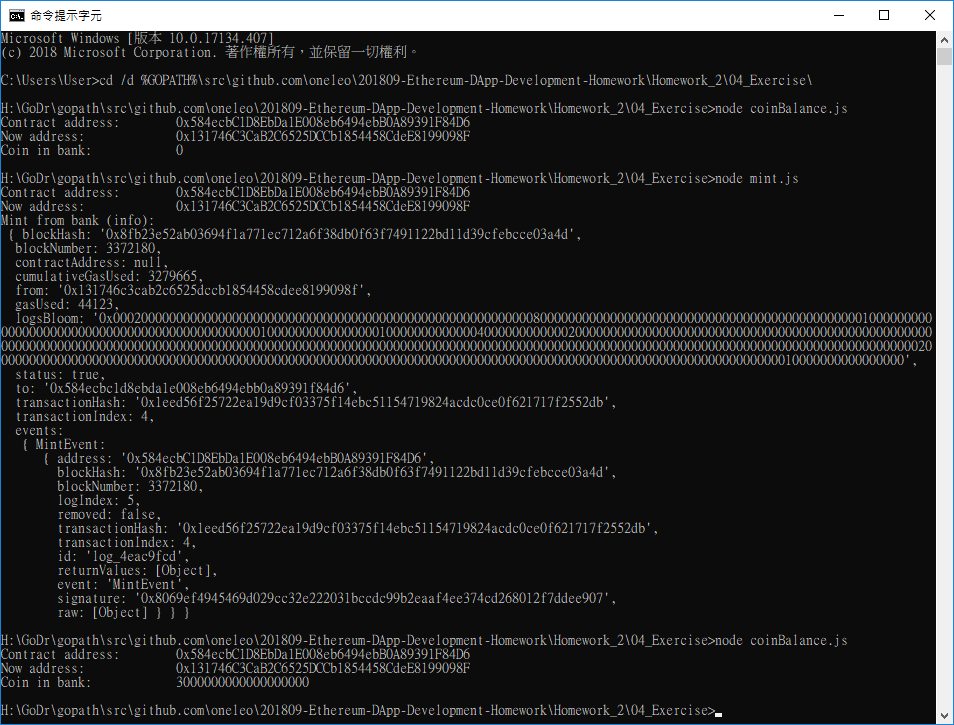 命令提示字元
Microsoft Windows [版本 10.0.17134.407]
(c) 2018 Microsoft Corporation. 著作權所有，並保留一切權利。
C:\Users\User>cd /d %GOPATH%\src\github.com\oneleo\201809-Ethereum-DApp-Development-Homework\Homework_2\04_Exercise\
H:\GoDr\gopath\src\github.com\oneleo\201809-Ethereum-DApp-Development-Homework\Homework_2\04_Exercise>node coinBalance.js
Contract address: 0x584ecbC1D8EbDa1E008eb6494ebB0A89391F84D6
Now address: 0x131746C3CaB2C6525DCCb1854458CdeE8199098F
Coin in bank: 0
H:\GoDr\gopath\src\github.com\oneleo\201809-Ethereum-DApp-Development-Homework\Homework_2\04_Exercise>node mint.js
Contract address: 0x584ecbC1D8EbDa1E008eb6494ebB0A89391F84D6
Now address: 0x131746C3CaB2C6525DCCb1854458CdeE8199098F
Mint from bank (info):
{ blockHash: '0x8fb23e52ab03694f1a771ec712a6f38db0f63f7491122bd11d39cfebcce03a4d',
blockNumber: 3372180,
contractAddress: null,
cumulativeGasUsed: 3279665,
from: '0x131746c3cab2c6525dccb1854458cdee8199098f',
gasUsed: 44123,
logsBloom:
status: true,
to: '0x584ecbc1d8ebda1e008eb6494ebb0a89391f84d6',
transactionHash: '0x1eed56f25722ea19d9cf03375f14ebc51154719824acdc0ce0f621717f2552db',
transactionIndex: 4,
events:
{ MintEvent:
{ address: '0x584ecbC1D8EbDa1E008eb6494ebB0A89391F84D6',
blockHash: '0x8fb23e52ab03694f1a771ec712a6f38db0f63f7491122bd11d39cfebcce03a4d',
blockNumber: 3372180,
logIndex: 5,
removed: false,
transactionHash: '0x1eed56f25722ea19d9cf03375f14ebc51154719824acdc0ce0f621717f2552db',
transactionIndex: 4,
id: 'log_4eac9fcd',
returnValues: [Object],
event: 'MintEvent',
signature: '0x8069ef4945469d029cc32e222031bccdc99b2eaaf4ee374cd268012f7ddee907',
raw: [Object] } } }
H:\GoDr\gopath\src\github.com\oneleo\201809-Ethereum-DApp-Development-Homework\Homework_2\04_Exercise>node coinBalance.js
Contract address: 0x584ecbC1D8EbDa1E008eb6494ebB0A89391F84D6
Now address: 0x131746C3CaB2C6525DCCb1854458CdeE8199098F
Coin in bank: 3000000000000000000
H:\GoDr\gopath\src\github.com\oneleo\201809-Ethereum-DApp-Development-Homework\Homework_2\04_Exercise>